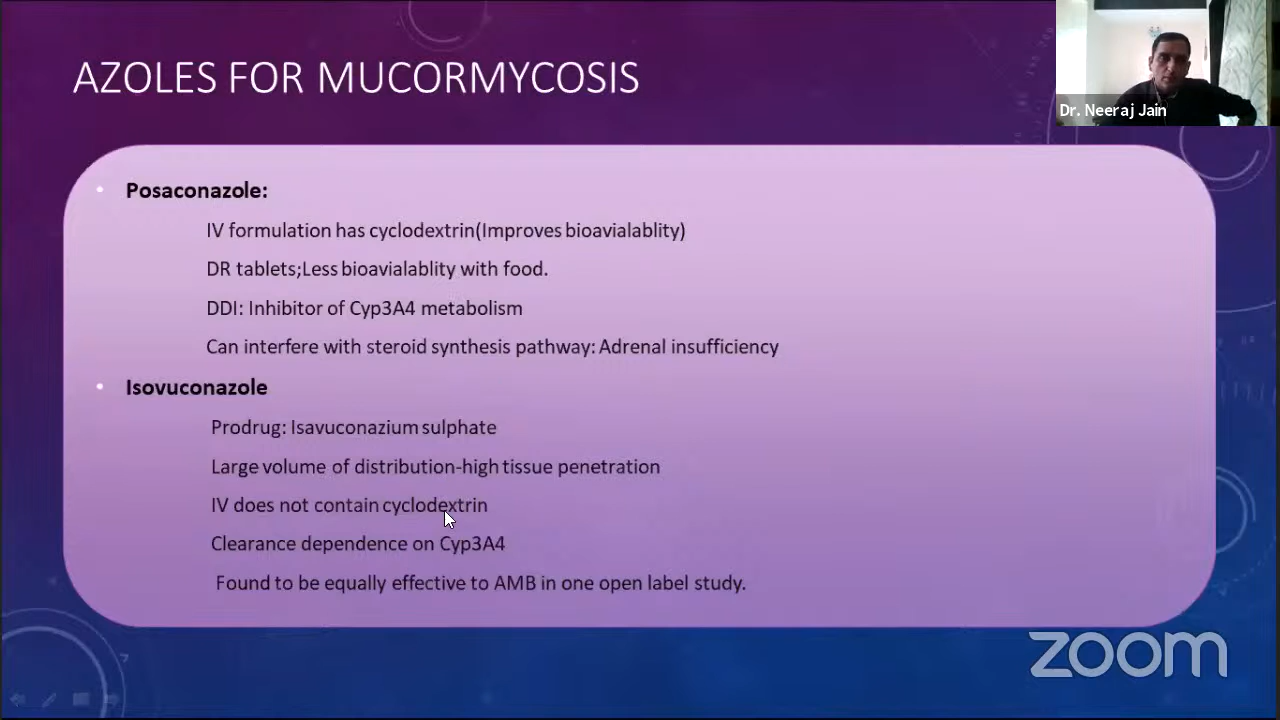 AZOLES FOR MUCORMYCOSIS
Dr. Neeraj Jain
• Posaconazole:
IV formulation has cyclodextrin(Improves bioavialablity)
DR tablets;Less bioavialablity with food.
DDI: Inhibitor of Cyp3A4 metabolism
Can interfere with steroid synthesis pathway: Adrenal insufficiency
• Isovuconazole
Prodrug: Isavuconazium sulphate
Large volume of distribution-high tissue penetration
IV does not contain cyclodextrin
Clearance dependence on Cyp3A4
Found to be equally effective to AMB in one open label study.
zoom